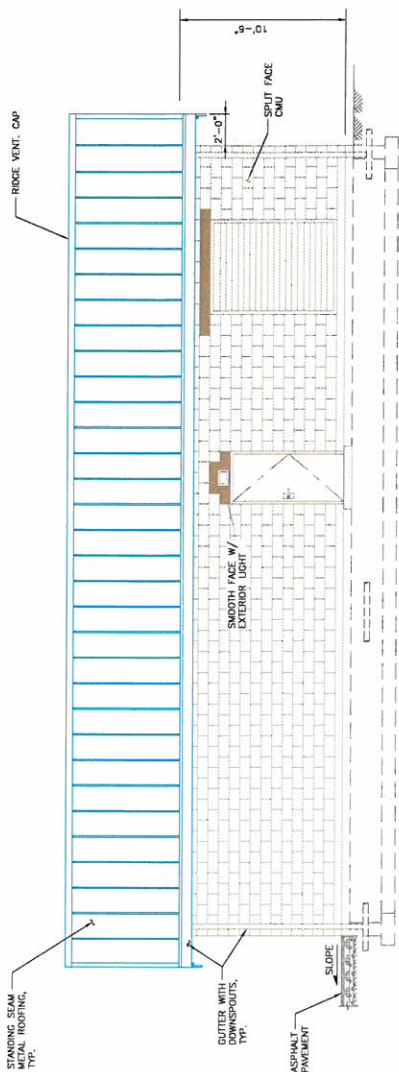 STANDING SEAM
METAL ROOFING,
TYP.
RIDGE VENT. CAP
10'-6"
2'-0"
SPLIT FACE
CMU
SMOOTH FACE W/
EXTERIOR LIGHT
GUTTER WITH
DOWNSPOUTS,
TYP.
SLOPE
ASPHALT
PAVEMENT